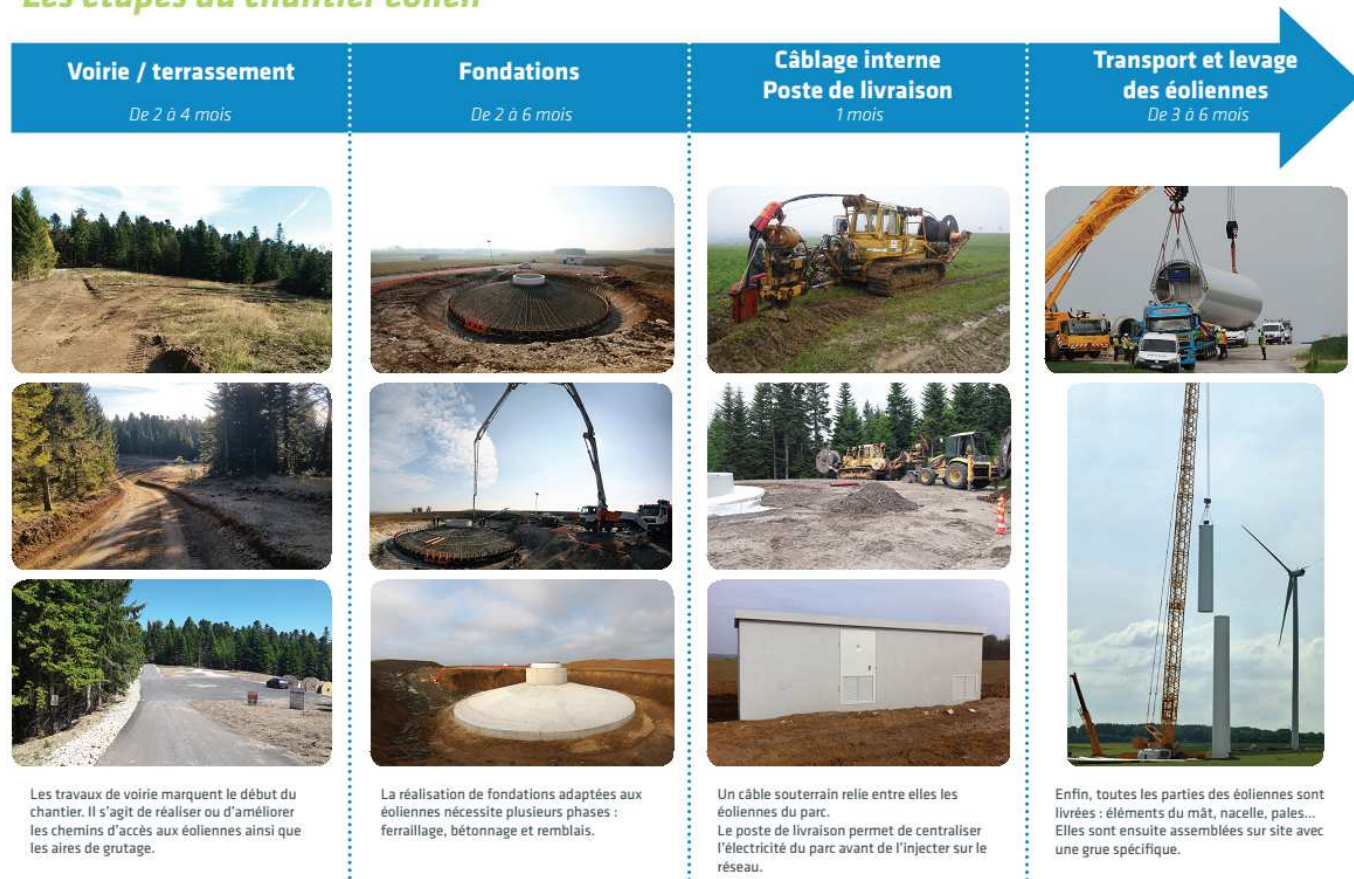 Les étapes du chantier éolien
Voirie / terrassement
De 2 à 4 mois
Fondations
De 2 à 6 mois
Câblage interne
Poste de livraison
1 mois
Transport et levage
des éoliennes
De 3 à 6 mois
Les travaux de voirie marquent le début du
chantier. Il s’agit de réaliser ou d’améliorer
les chemins d’accès aux éoliennes ainsi que
les aires de grutage.
La réalisation de fondations adaptées aux
éoliennes nécessite plusieurs phases :
ferraillage, bétonnage et remblais.
Un câble souterrain relie entre elles les
éoliennes du parc.
Le poste de livraison permet de centraliser
l’électricité du parc avant de l’injecter sur le
réseau.
Enfin, toutes les parties des éoliennes sont
livrées : éléments du mât, nacelle, pales...
Elles sont ensuite assemblées sur site avec
une grue spécifique.